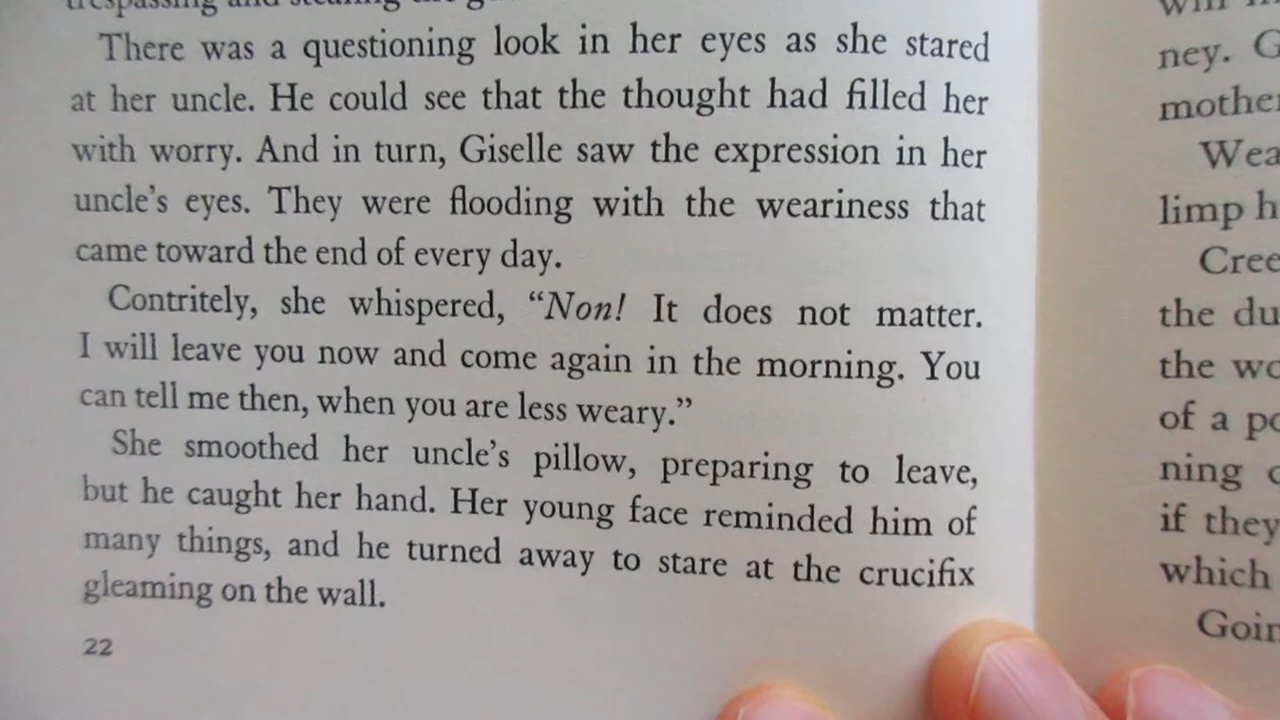 trespassing and stealing the
There was a questioning look in her eyes as she stared
at her uncle. He could see that the thought had filled her
with worry. And in turn, Giselle saw the expression in her
uncle's eyes. They were flooding with the weariness that
came toward the end of every day.
Contritely, she whispered, “Non! It does not matter.
I will leave you now and come again in the morning. You
can tell me then, when you are less weary.”
She smoothed her uncle's pillow, preparing to leave,
but he caught her hand. Her young face reminded him of
many things, and he turned away to stare at the crucifix
gleaming on the wall.
22
ney. G
mother
Wea
limp h
Cree
the du
the wo
of a po
ning c
if they
which
Goin